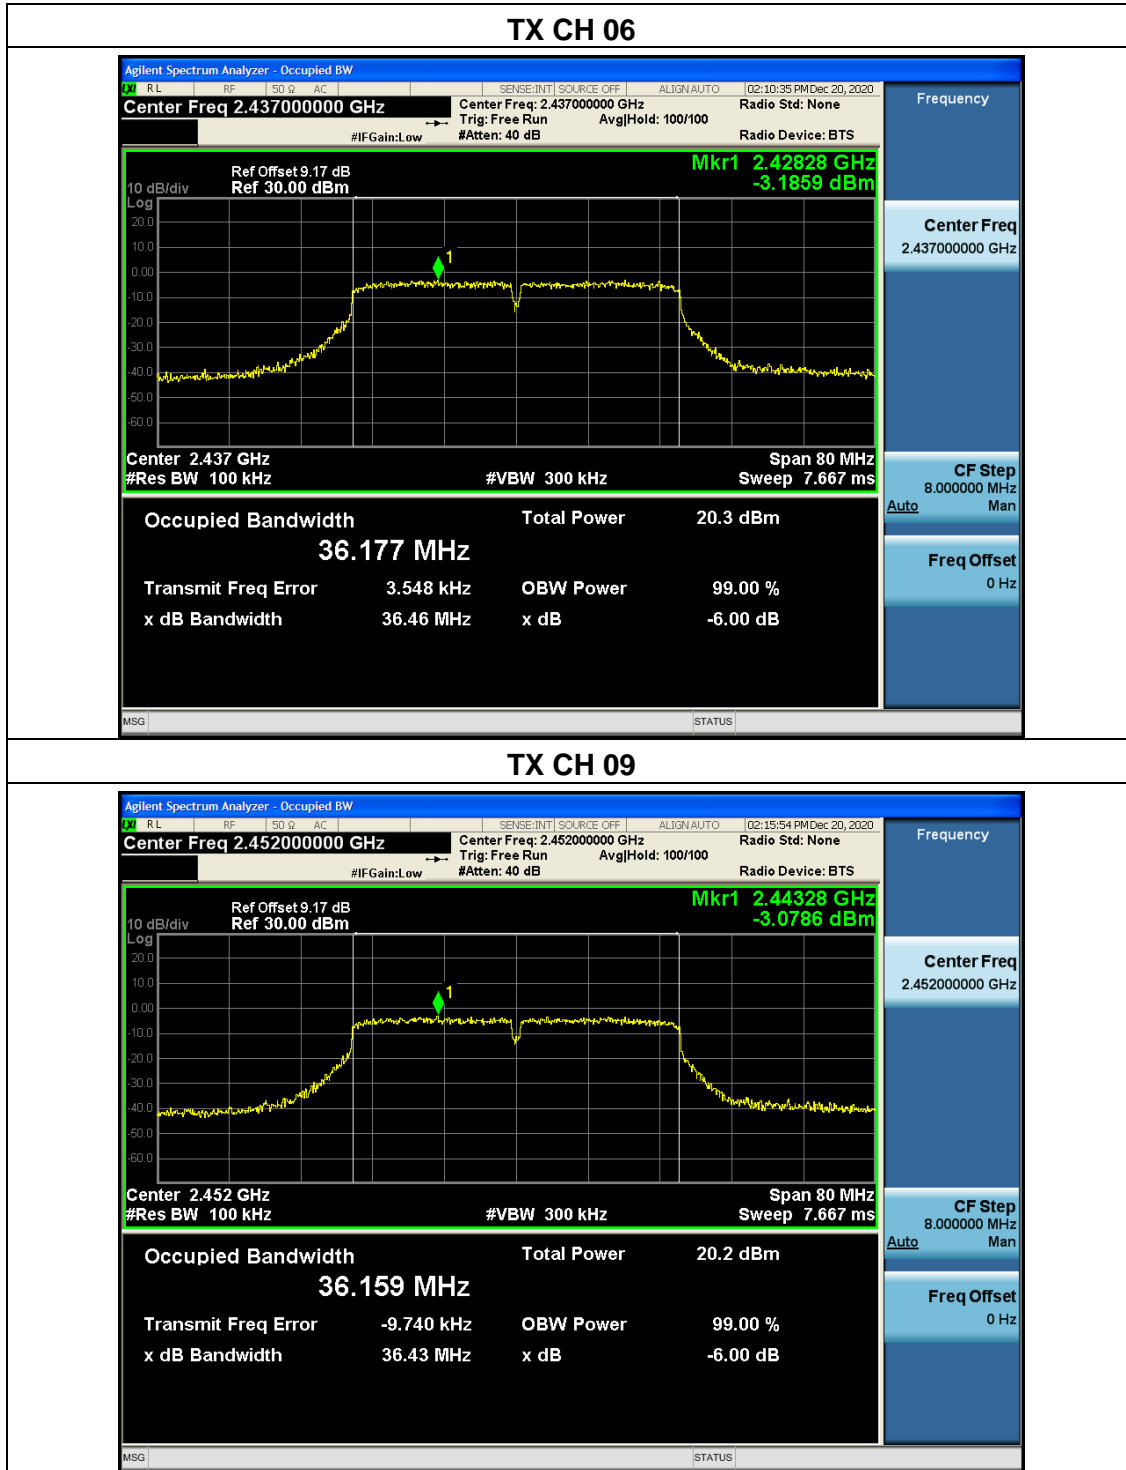 TX CH 06
Agilent Spectrum Analyzer - Occupied BW
LXI RL RF 50 Ω AC SENSE:INT SOURCE OFF ALIGN AUTO 02:10:35 PM Dec 20, 2020
Center Freq 2.437000000 GHz
Center Freq: 2.437000000 GHz Radio Std: None
Trig: Free Run Avg|Hold: 100/100
#IFGain:Low #Atten: 40 dB Radio Device: BTS
Frequency
Mkr1 2.42828 GHz
-3.1859 dBm
Ref Offset 9.17 dB
10 dB/div Ref 30.00 dBm
Log
20.0
10.0
0.00
-10.0
-20.0
-30.0
-40.0
-60.0
1
Center 2.437 GHz Span 80 MHz
#Res BW 100 kHz #VBW 300 kHz Sweep 7.667 ms
Occupied Bandwidth Total Power 20.3 dBm
36.177 MHz
Transmit Freq Error 3.548 kHz OBW Power 99.00 %
x dB Bandwidth 36.46 MHz x dB -6.00 dB
Center Freq
2.437000000 GHz
CF Step
8.000000 MHz
Auto Man
Freq Offset
0 Hz
MSG STATUS
TX CH 09
Agilent Spectrum Analyzer - Occupied BW
LXI RL RF 50 Ω AC SENSE:INT SOURCE OFF ALIGN AUTO 02:15:54 PM Dec 20, 2020
Center Freq 2.452000000 GHz
Center Freq: 2.452000000 GHz Radio Std: None
Trig: Free Run Avg|Hold: 100/100
#IFGain:Low #Atten: 40 dB Radio Device: BTS
Frequency
Mkr1 2.44328 GHz
-3.0786 dBm
Ref Offset 9.17 dB
10 dB/div Ref 30.00 dBm
Log
20.0
10.0
0.00
-10.0
-20.0
-30.0
-40.0
-50.0
-60.0
1
Center 2.452 GHz Span 80 MHz
#Res BW 100 kHz #VBW 300 kHz Sweep 7.667 ms
Occupied Bandwidth Total Power 20.2 dBm
36.159 MHz
Transmit Freq Error -9.740 kHz OBW Power 99.00 %
x dB Bandwidth 36.43 MHz x dB -6.00 dB
Center Freq
2.452000000 GHz
CF Step
8.000000 MHz
Auto Man
Freq Offset
0 Hz
MSG STATUS